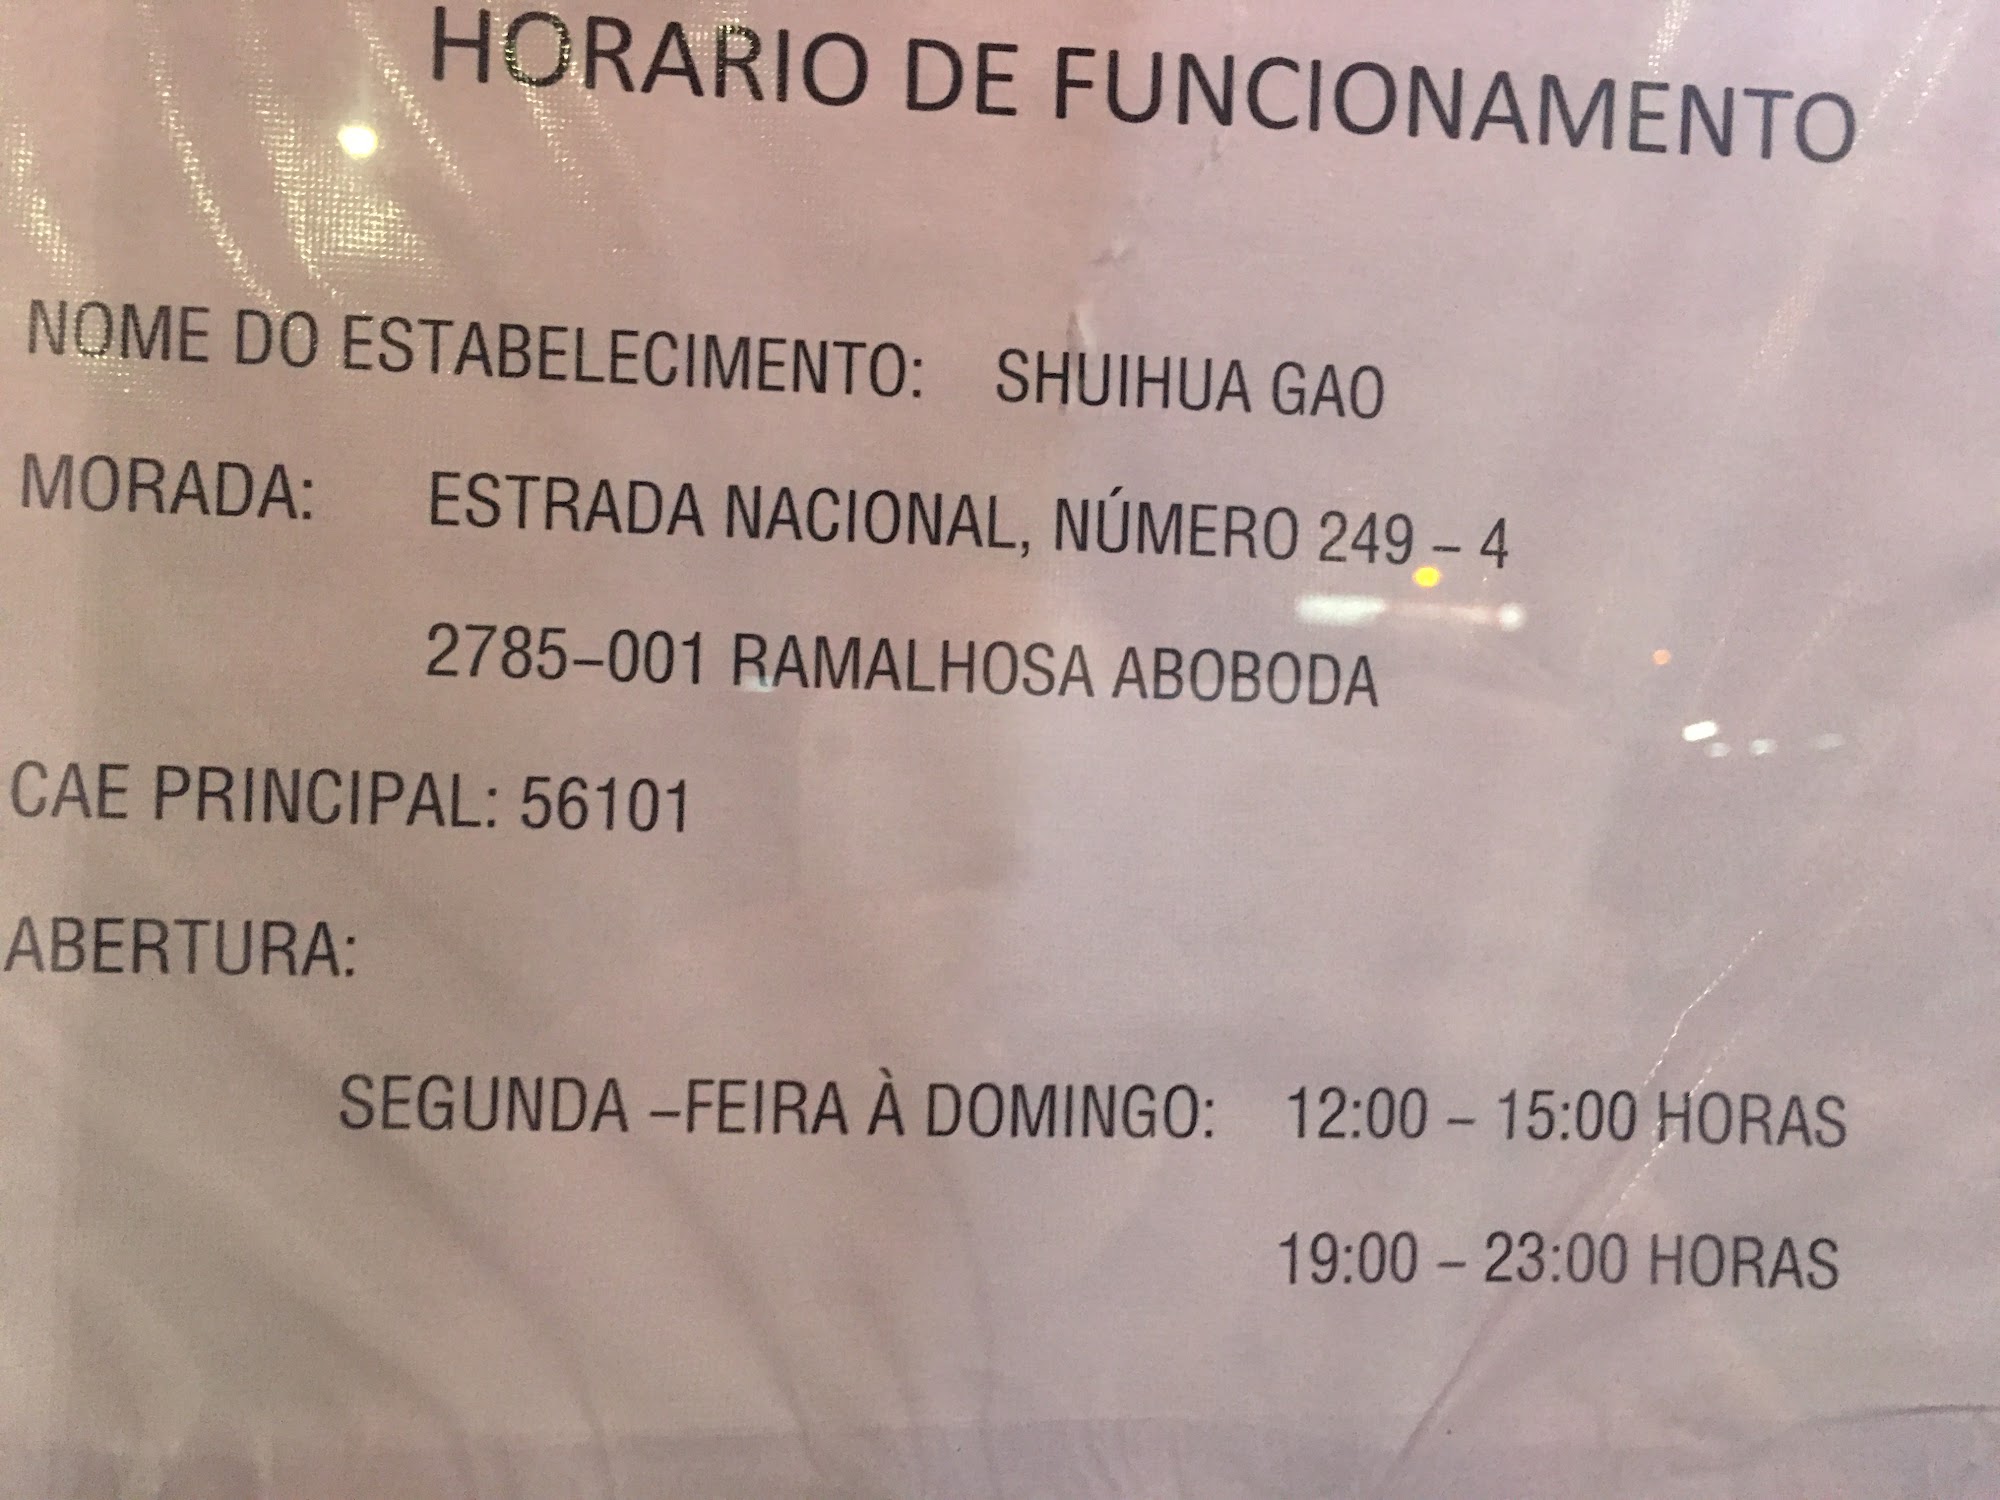 HORARIO DE FUNCIONAMENTO
NOME DO ESTABELECIMENTO: SHUIHUA GAO
MORADA: ESTRADA NACIONAL, NÚMERO 249 – 4
2785–001 RAMALHOSA ABOBODA
CAE PRINCIPAL: 56101
ABERTURA:
SEGUNDA –FEIRA À DOMINGO: 12:00 – 15:00 HORAS
19:00 – 23:00 HORAS